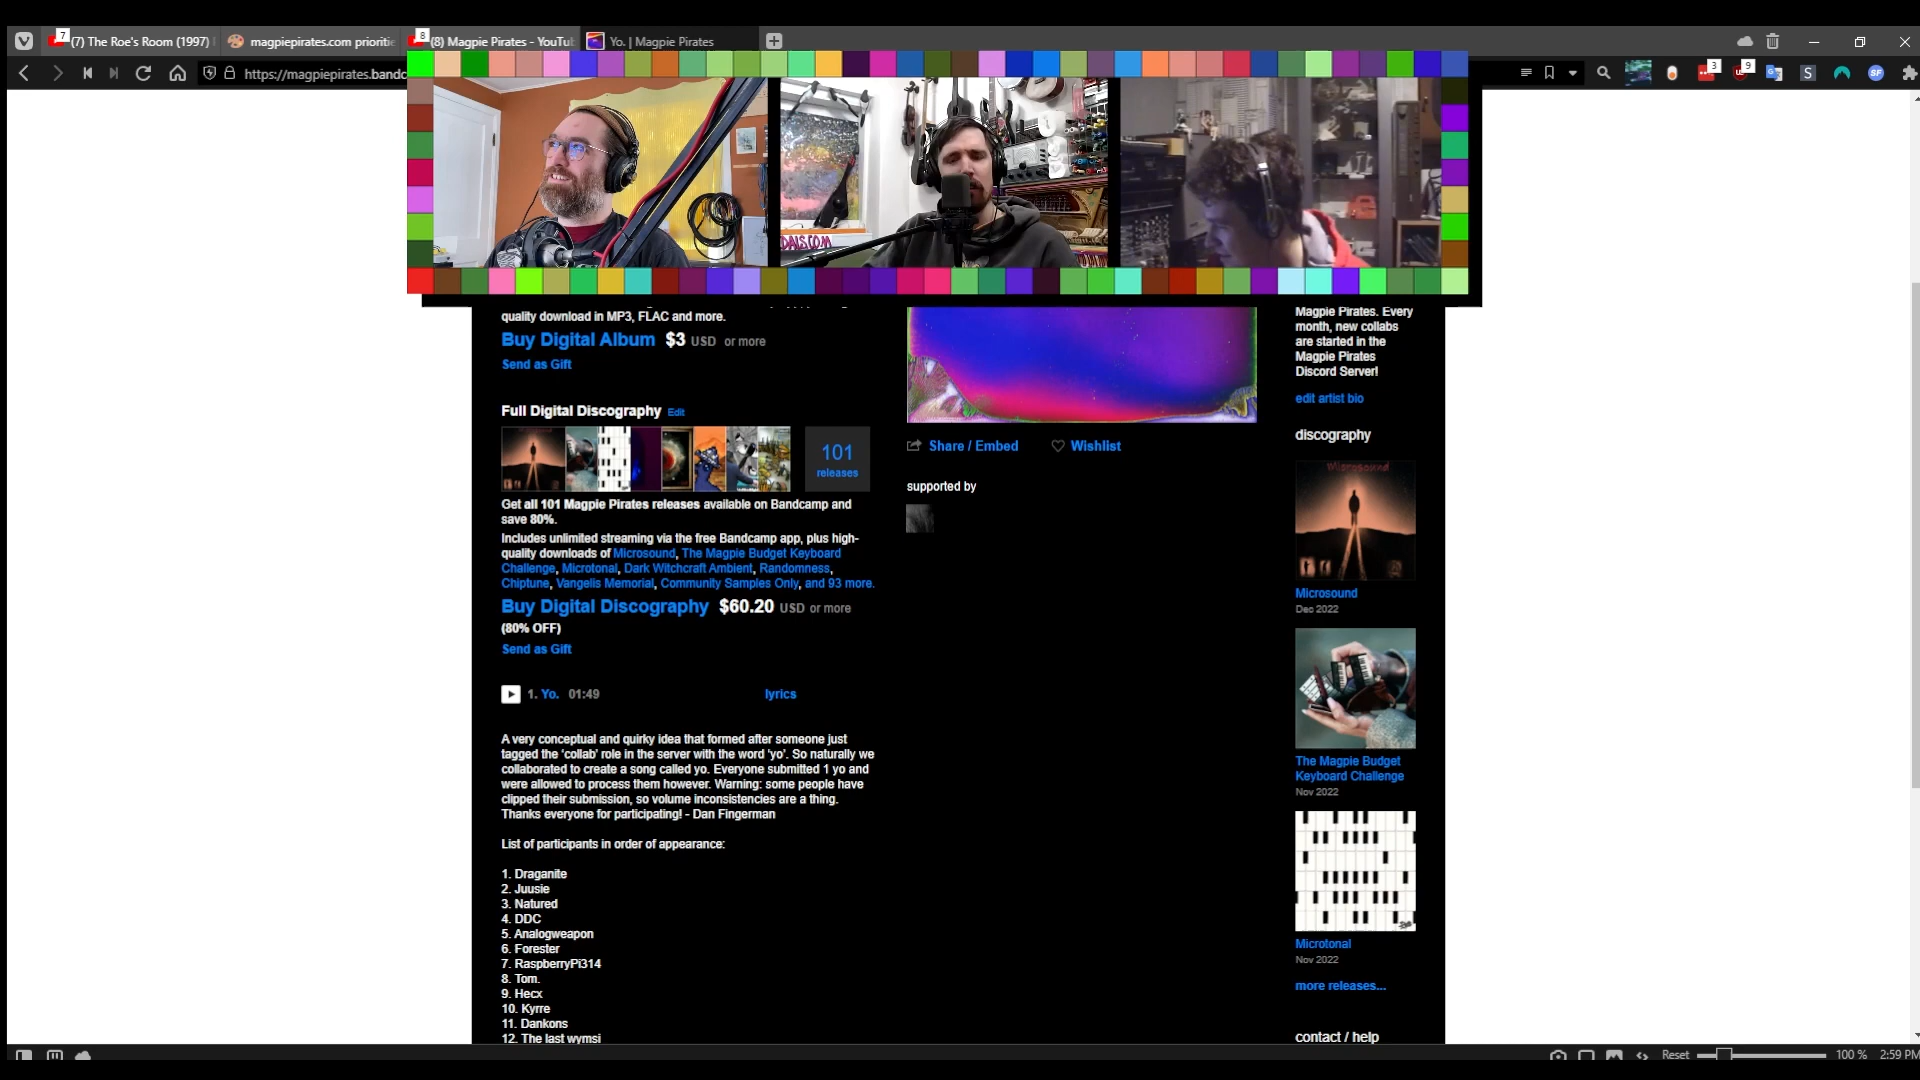 7
(7) The Roe's Room (1997)
magpiepirates.com prioriti
8
(8) Magpie Pirates - YouTu
Yo. | Magpie Pirates
https://magpiepirates.bandc
3
9
S
SF
DAIS.COM
quality download in MP3, FLAC and more.
Buy Digital Album $3 USD or more
Send as Gift
Full Digital Discography Edit
101
releases
Get all 101 Magpie Pirates releases available on Bandcamp and
save 80%.
Includes unlimited streaming via the free Bandcamp app, plus high-
quality downloads of Microsound, The Magpie Budget Keyboard
Challenge, Microtonal, Dark Witchcraft Ambient, Randomness,
Chiptune, Vangelis Memorial, Community Samples Only, and 93 more.
Buy Digital Discography $60.20 USD or more
(80% OFF)
Send as Gift
1. Yo. 01:49 lyrics
A very conceptual and quirky idea that formed after someone just
tagged the 'collab' role in the server with the word 'yo'. So naturally we
collaborated to create a song called yo. Everyone submitted 1 yo and
were allowed to process them however. Warning: some people have
clipped their submission, so volume inconsistencies are a thing.
Thanks everyone for participating! - Dan Fingerman
List of participants in order of appearance:
1. Draganite
2. Juusie
3. Natured
4. DDC
5. Analogweapon
6. Forester
7. RaspberryPi314
8. Tom.
9. Hecx
10. Kyrre
11. Dankons
12. The last wymsi
Share / Embed
Wishlist
supported by
Magpie Pirates. Every
month, new collabs
are started in the
Magpie Pirates
Discord Server!
edit artist bio
discography
Microsound
Microsound
Dec 2022
The Magpie Budget
Keyboard Challenge
Nov 2022
Microtonal
Nov 2022
more releases...
contact / help
Reset
100 %
2:59 PM